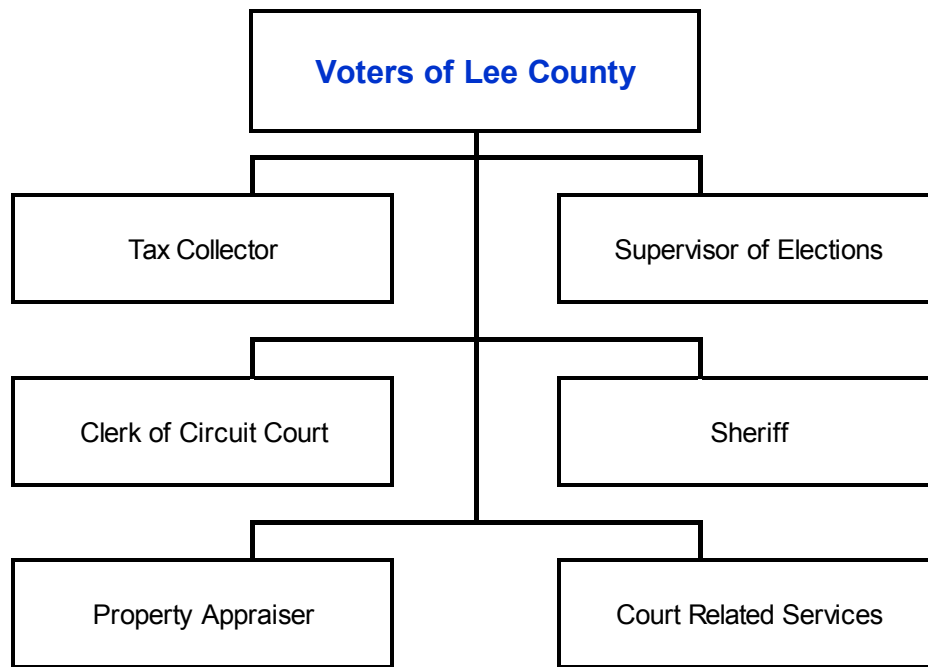 Voters of Lee County
Tax Collector
Supervisor of Elections
Clerk of Circuit Court
Sheriff
Property Appraiser
Court Related Services